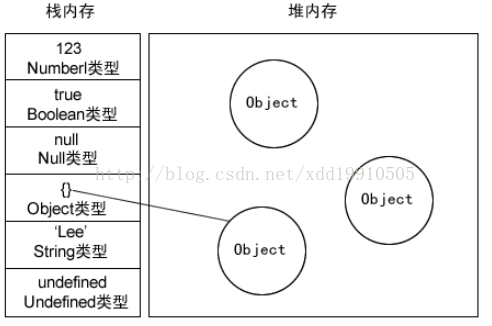 栈内存
堆内存
123
Numberl类型
true
Boolean类型
null
Null类型
{}
Object类型
‘Lee’
String类型
undefined
Undefined类型
Object
Object
Object
http://blog.csdn.net/xdd19910505